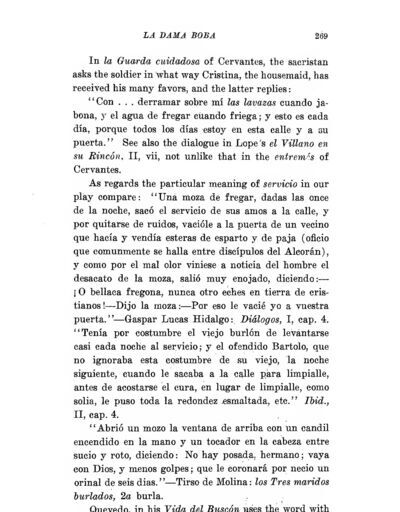 LA DAMA BOBA 269
In la Guarda cuidadosa of Cervantes, the sacristan
asks the soldier in what way Cristina, the housemaid, has
received his many favors, and the latter replies:
"Con . . . derramar sobre mí las lavazas cuando ja-
bona, y el agua de fregar cuando friega; y esto es cada
día, porque todos los días estoy en esta calle y a su
puerta." See also the dialogue in Lope's el Villano en
su Rincón, II, vii, not unlike that in the entremés of
Cervantes.
As regards the particular meaning of servicio in our
play compare: "Una moza de fregar, dadas las once
de la noche, sacó el servicio de sus amos a la calle, y
por quitarse de ruidos, vacióle a la puerta de un vecino
que hacía y vendía esteras de esparto y de paja (oficio
que comunmente se halla entre discípulos del Alcorán),
y como por el mal olor viniese a noticia del hombre el
desacato de la moza, salió muy enojado, diciendo:—
¡O bellaca fregona, nunca otro eches en tierra de cris-
tianos!—Dijo la moza:—Por eso le vacié yo a vuestra
puerta."—Gaspar Lucas Hidalgo: Diálogos, I, cap. 4.
"Tenía por costumbre el viejo burlón de levantarse
casi cada noche al servicio; y el ofendido Bartolo, que
no ignoraba esta costumbre de su viejo, la noche
siguiente, cuando le sacaba a la calle para limpialle,
antes de acostarse el cura, en lugar de limpialle, como
solía, le puso toda la redondez esmaltada, etc." Ibid.,
II, cap. 4.
"Abrió un mozo la ventana de arriba con un candil
encendido en la mano y un tocador en la cabeza entre
sucio y roto, diciendo: No hay posada, hermano; vaya
con Dios, y menos golpes; que le coronará por necio un
orinal de seis días."—Tirso de Molina: los Tres maridos
burlados, 2a burla.
Quevedo, in his Vida del Buscón uses the word with